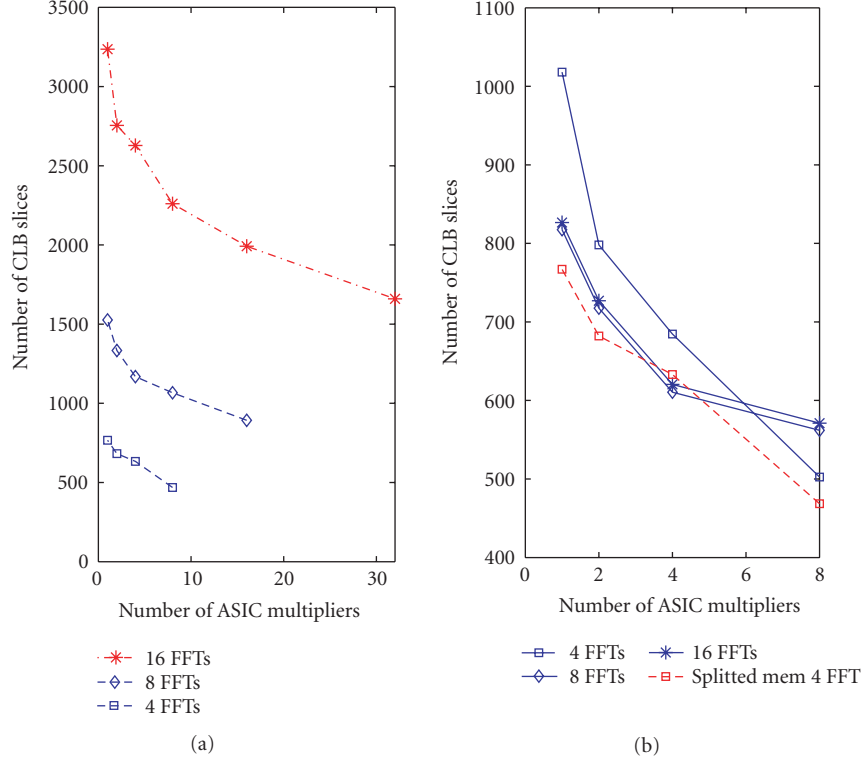 3500
3000
2500
2000
1500
1000
500
0
Number of CLB slices
0
10
20
30
Number of ASIC multipliers
16 FFTs
8 FFTs
4 FFTs
(a)
1100
1000
900
800
700
600
500
400
Number of CLB slices
0
2
4
6
8
Number of ASIC multipliers
4 FFTs
16 FFTs
8 FFTs
Splitted mem 4 FFT
(b)